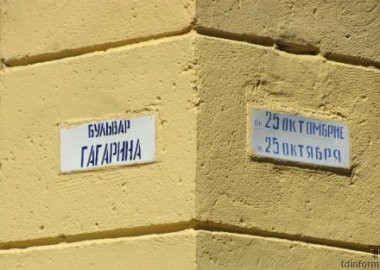 БУЛЬВАР
ГАГАРИНА
25 ОКТОМБРИЕ
25 ОКТЯБРЯ
tdinform